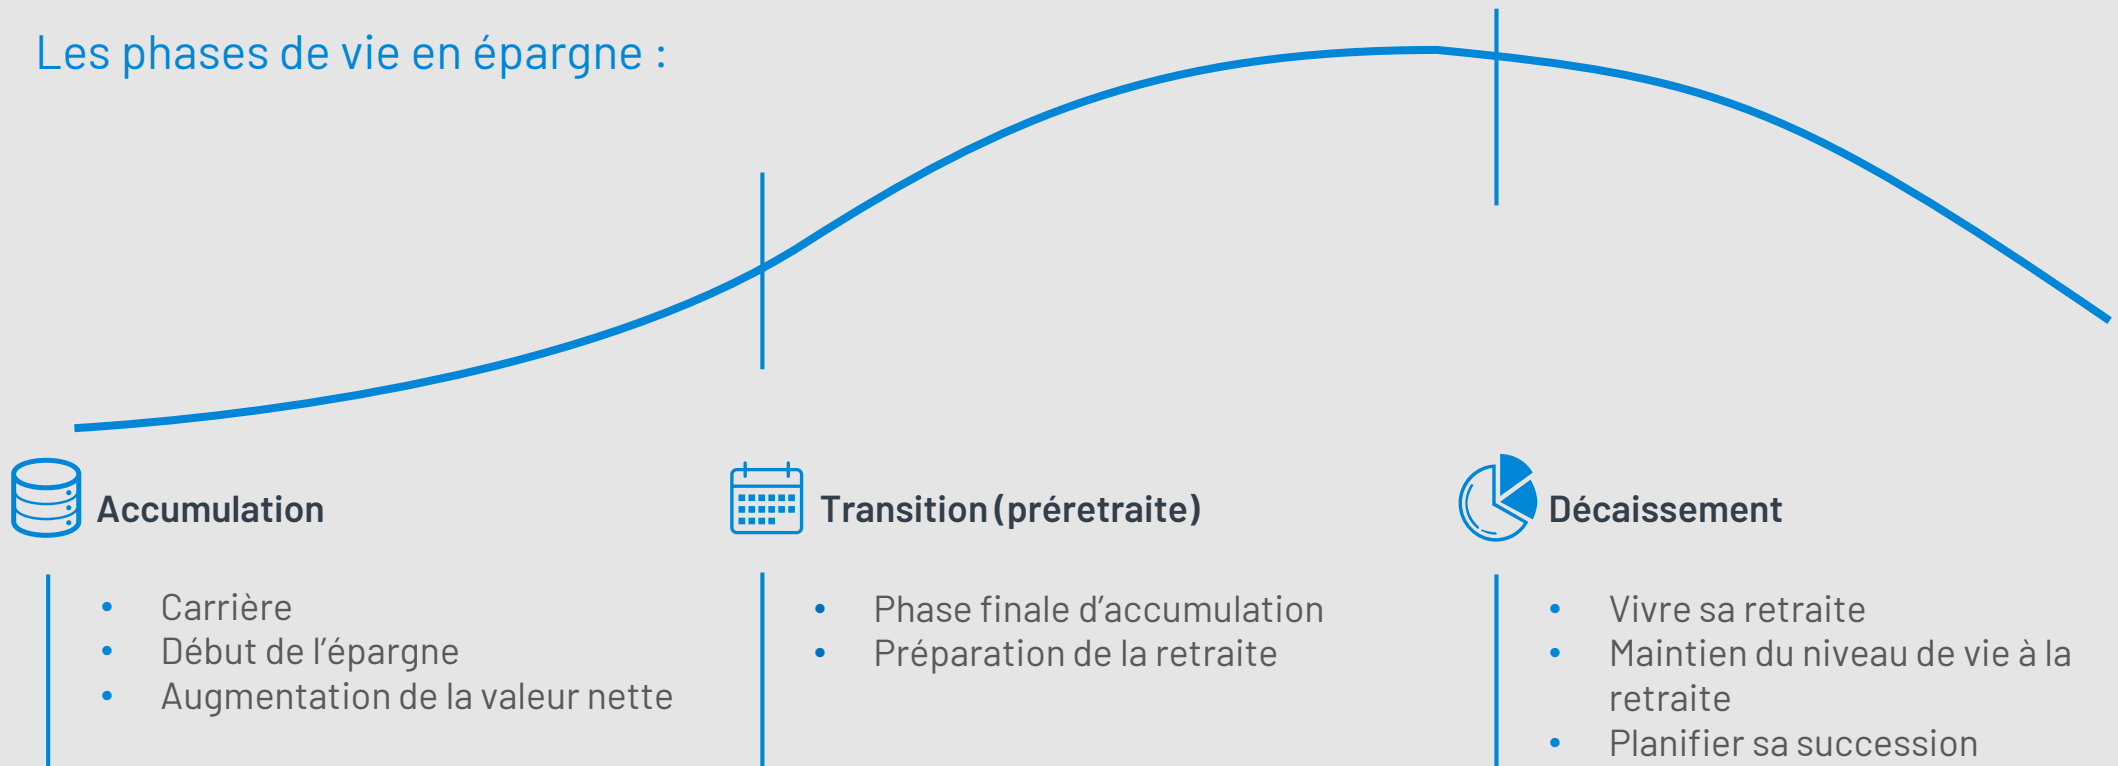 Les phases de vie en épargne :
Accumulation
• Carrière
• Début de l’épargne
• Augmentation de la valeur nette
Transition (préretraite)
• Phase finale d’accumulation
• Préparation de la retraite
Décaissement
• Vivre sa retraite
• Maintien du niveau de vie à la
retraite
• Planifier sa succession